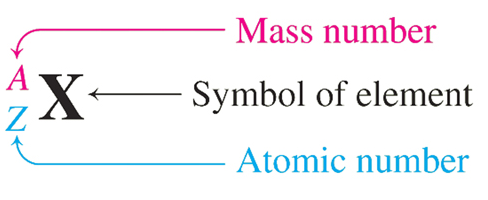 Mass number
A
X
Symbol of element
Z
Atomic number